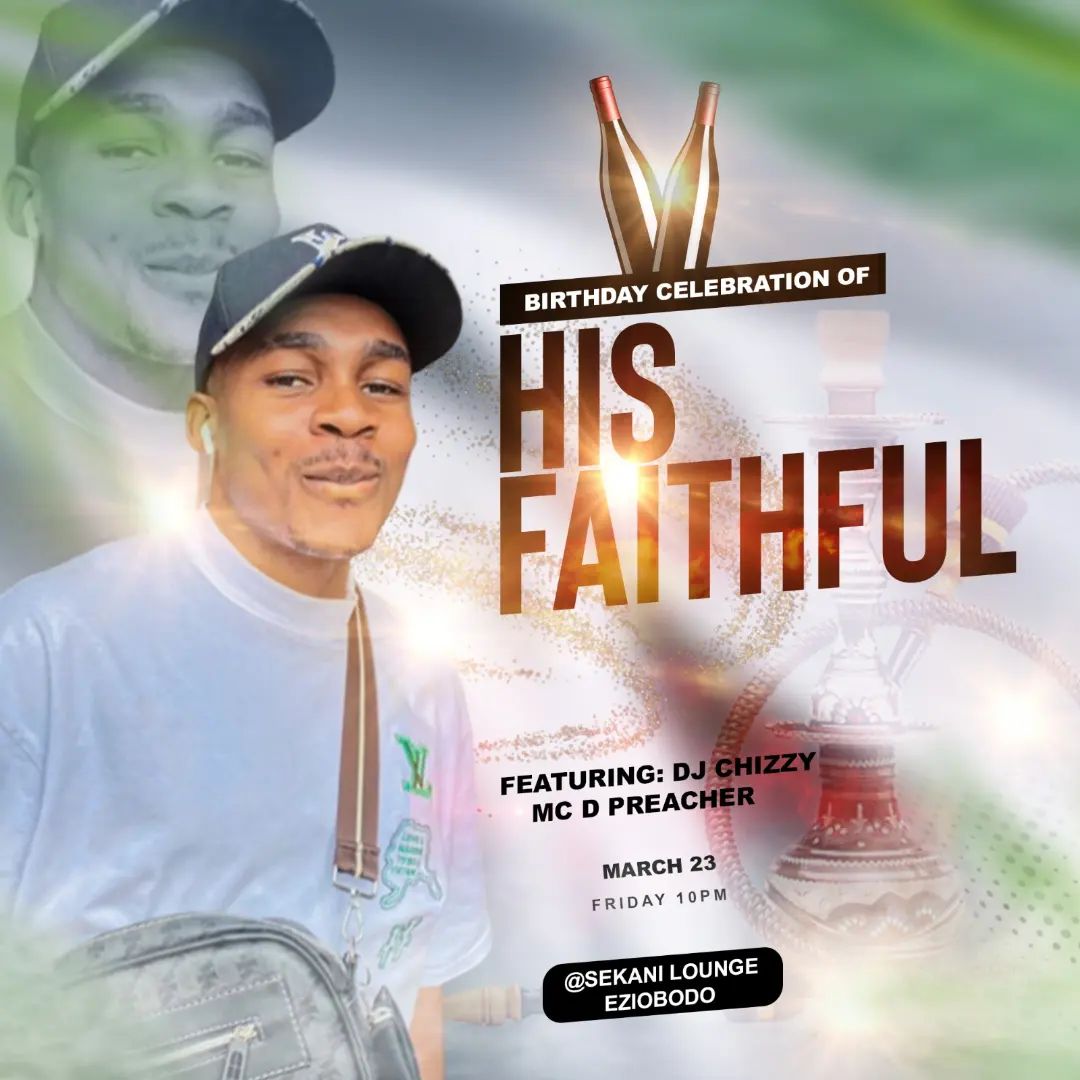 BIRTHDAY CELEBRATION OF
HIS
FAITHFUL
FEATURING: DJ CHIZZY
MC D PREACHER
MARCH 23
FRIDAY 10PM
@SEKANI LOUNGE
EZIOBODO